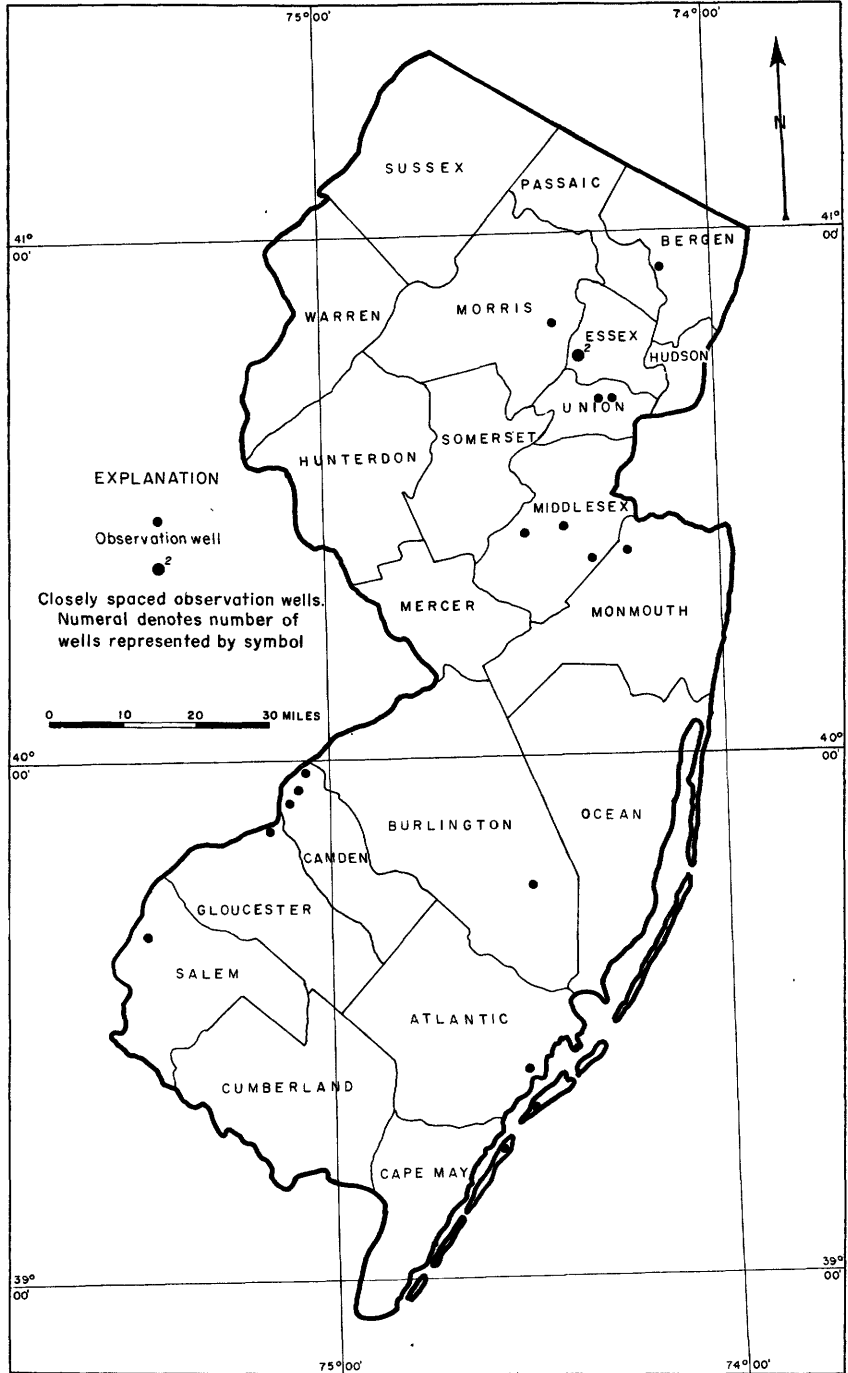 75° 00'
74° 00'
N
SUSSEX
PASSAIC
41°
00'
41°
00'
BERGEN
WARREN
MORRIS
ESSEX
2
HUDSON
UNION
SOMERSET
HUNTERDON
EXPLANATION
MIDDLESEX
Observation well
2
Closely spaced observation wells.
Numeral denotes number of
wells represented by symbol
MERCER
MONMOUTH
0 10 20 30 MILES
40°
00'
40°
00'
OCEAN
BURLINGTON
CAMDEN
GLOUCESTER
SALEM
ATLANTIC
CUMBERLAND
CAPE MAY
39°
00'
39°
00'
75° 00'
74° 00'